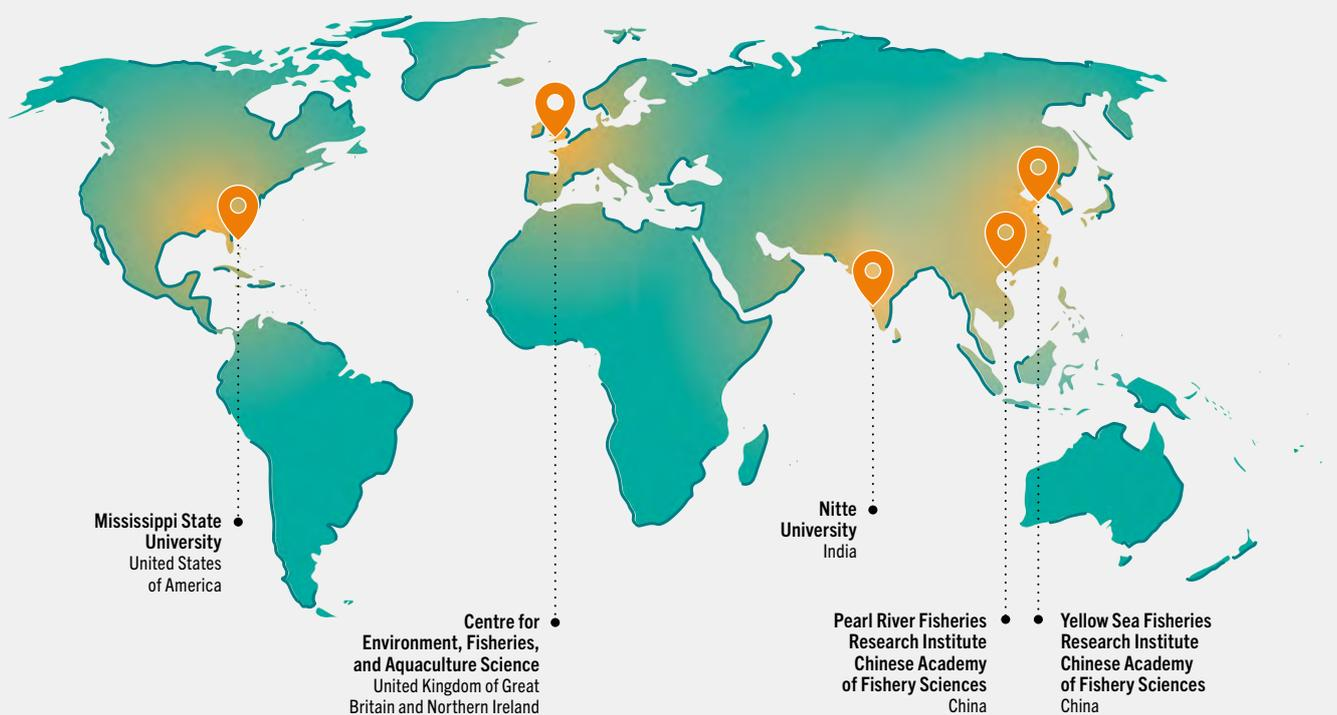 Mississippi State
University
United States
of America
Centre for
Environment, Fisheries,
and Aquaculture Science
United Kingdom of Great
Britain and Northern Ireland
Nitte
University
India
Pearl River Fisheries
Research Institute
Chinese Academy
of Fishery Sciences
China
Yellow Sea Fisheries
Research Institute
Chinese Academy
of Fishery Sciences
China